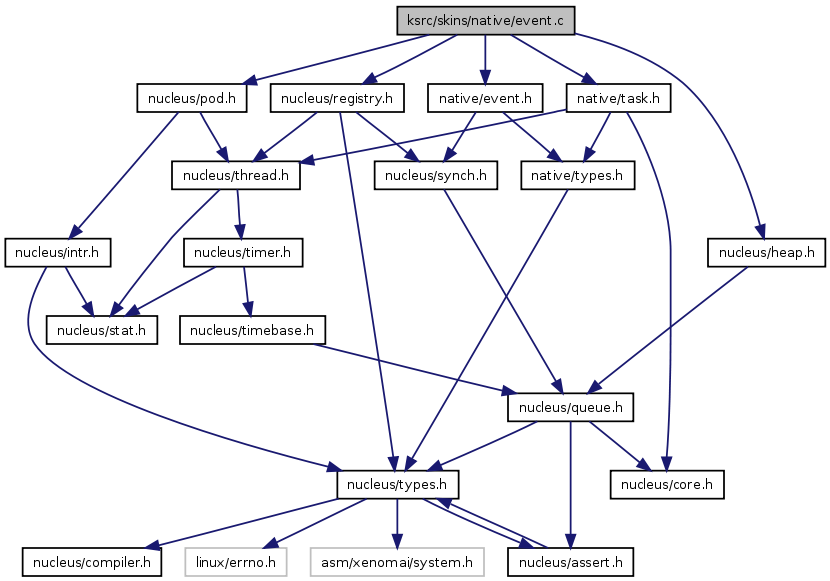 ksrc/skins/native/event.c
nucleus/pod.h
nucleus/registry.h
native/event.h
native/task.h
nucleus/thread.h
nucleus/synch.h
native/types.h
nucleus/intr.h
nucleus/timer.h
nucleus/heap.h
nucleus/stat.h
nucleus/timebase.h
nucleus/queue.h
nucleus/types.h
nucleus/core.h
nucleus/compiler.h
linux/errno.h
asm/xenomai/system.h
nucleus/assert.h